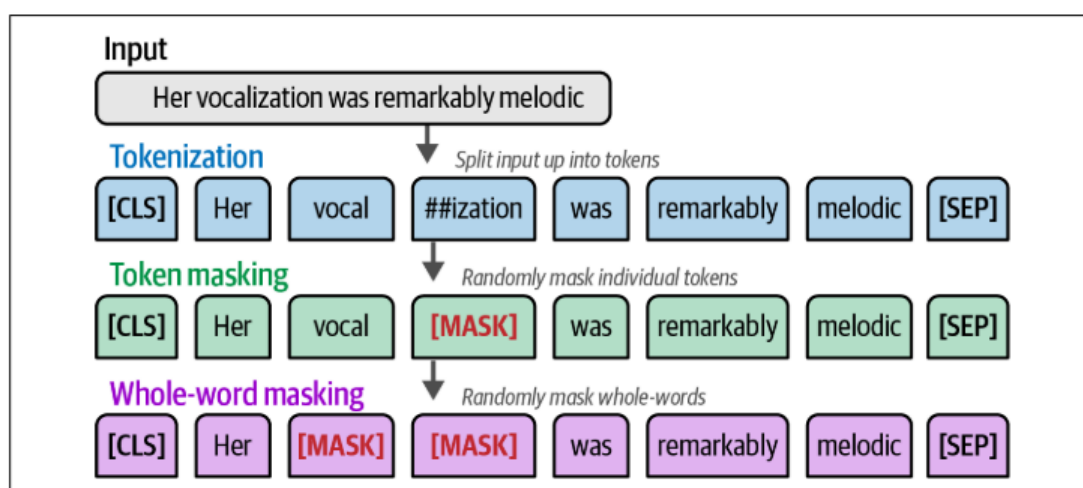 Input
Her vocalization was remarkably melodic
Tokenization
Split input up into tokens
[CLS] Her vocal ##ization was remarkably melodic [SEP]
Token masking
Randomly mask individual tokens
[CLS] Her vocal [MASK] was remarkably melodic [SEP]
Whole-word masking
Randomly mask whole-words
[CLS] Her [MASK] [MASK] was remarkably melodic [SEP]